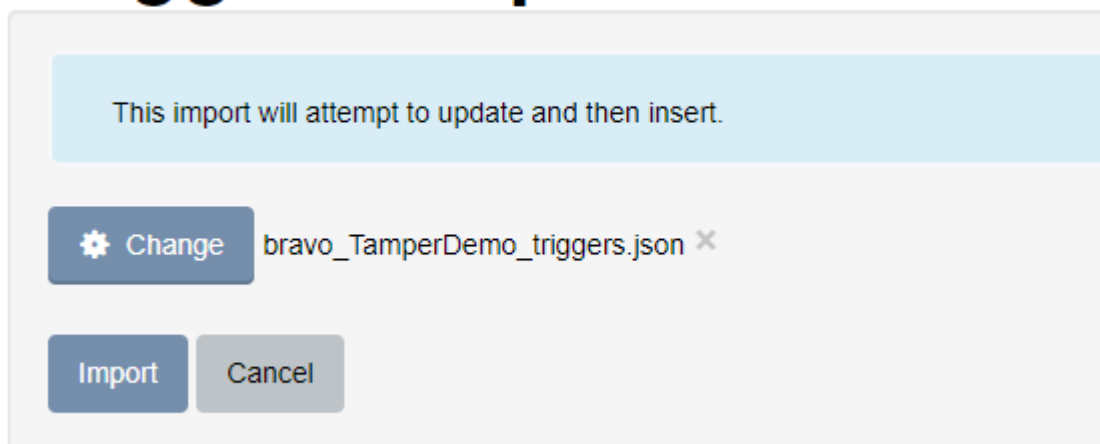 This import will attempt to update and then insert.
Change bravo_TamperDemo_triggers.json ×
Import Cancel